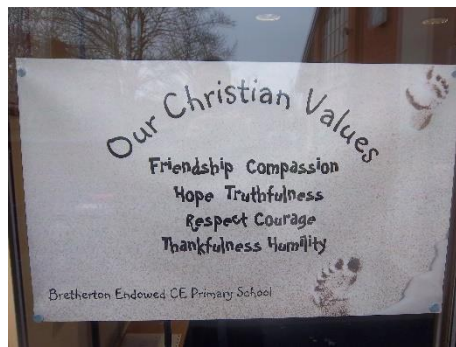 Our Christian Values
Friendship Compassion
Hope Truthfulness
Respect Courage
Thankfulness Humility
Bretherton Endowed CE Primary School